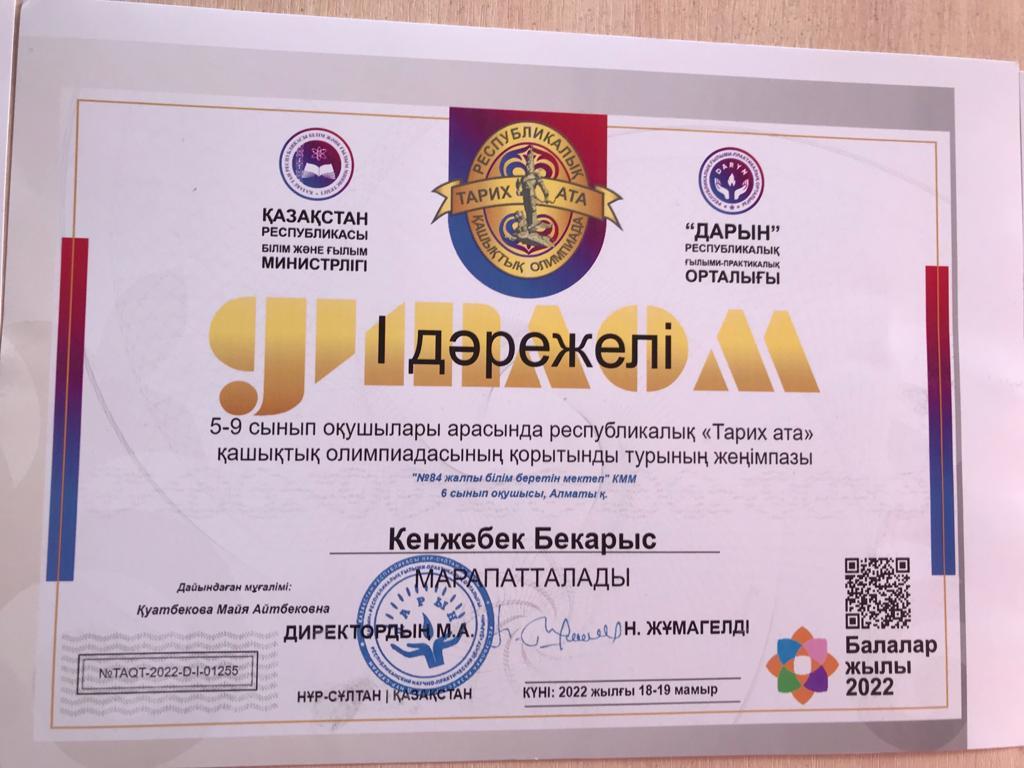 ҚАЗАҚСТАН
РЕСПУБЛИКАСЫ
БІЛІМ ЖӘНЕ ҒЫЛЫМ
МИНИСТРЛІГІ
РЕСПУБЛИКАЛЫҚ
ТАРИХ АТА
ҚАШЫҚТЫҚ ОЛИМПИАДА
DARYN
"ДАРЫН"
РЕСПУБЛИКАЛЫҚ
ҒЫЛЫМИ-ПРАКТИКАЛЫҚ
ОРТАЛЫҒЫ
ДИПЛОМ
І дәрежелі
5-9 сынып оқушылары арасында республикалық «Тарих ата»
қашықтық олимпиадасының қорытынды турының жеңімпазы
"№84 жалпы білім беретін мектеп" КММ
6 сынып оқушысы, Алматы қ.
Кенжебек Бекарыс
МАРАПАТТАЛАДЫ
Дайындаған мұғалімі:
Қуатбекова Майя Айтбековна
ДИРЕКТОРДЫҢ М.А.
Н. ЖҰМАГЕЛДІ
ДАРЫН
№TAQT-2022-D-I-01255
НҰР-СҰЛТАН | ҚАЗАҚСТАН
КҮНІ: 2022 жылғы 18-19 мамыр
Балалар
жылы
2022